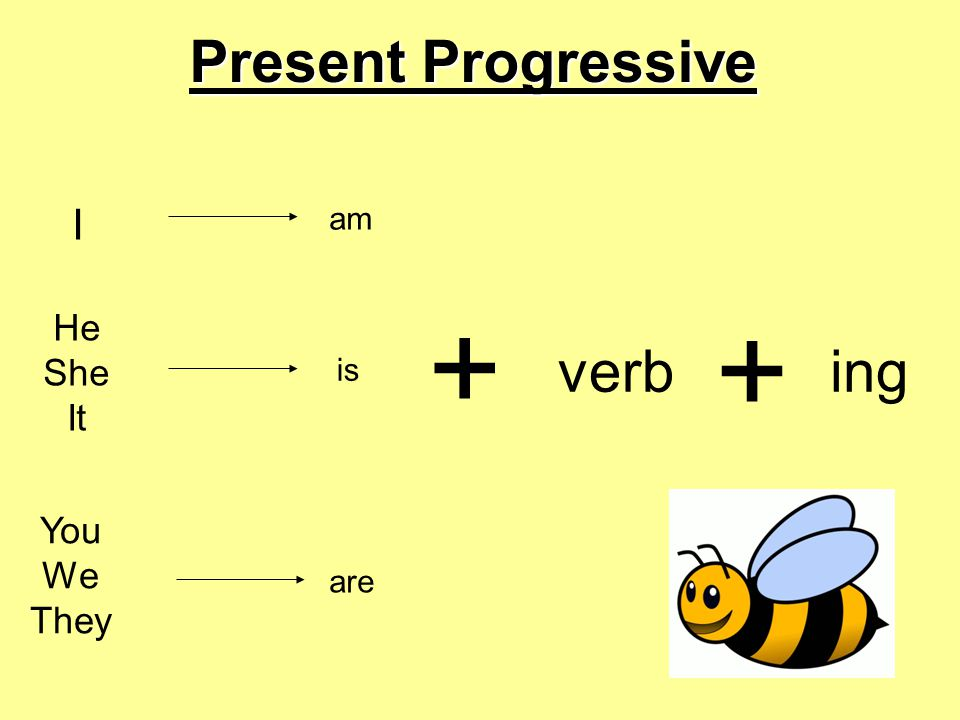 Present Progressive
I
am
He
She
It
is
+ verb + ing
You
We
They
are